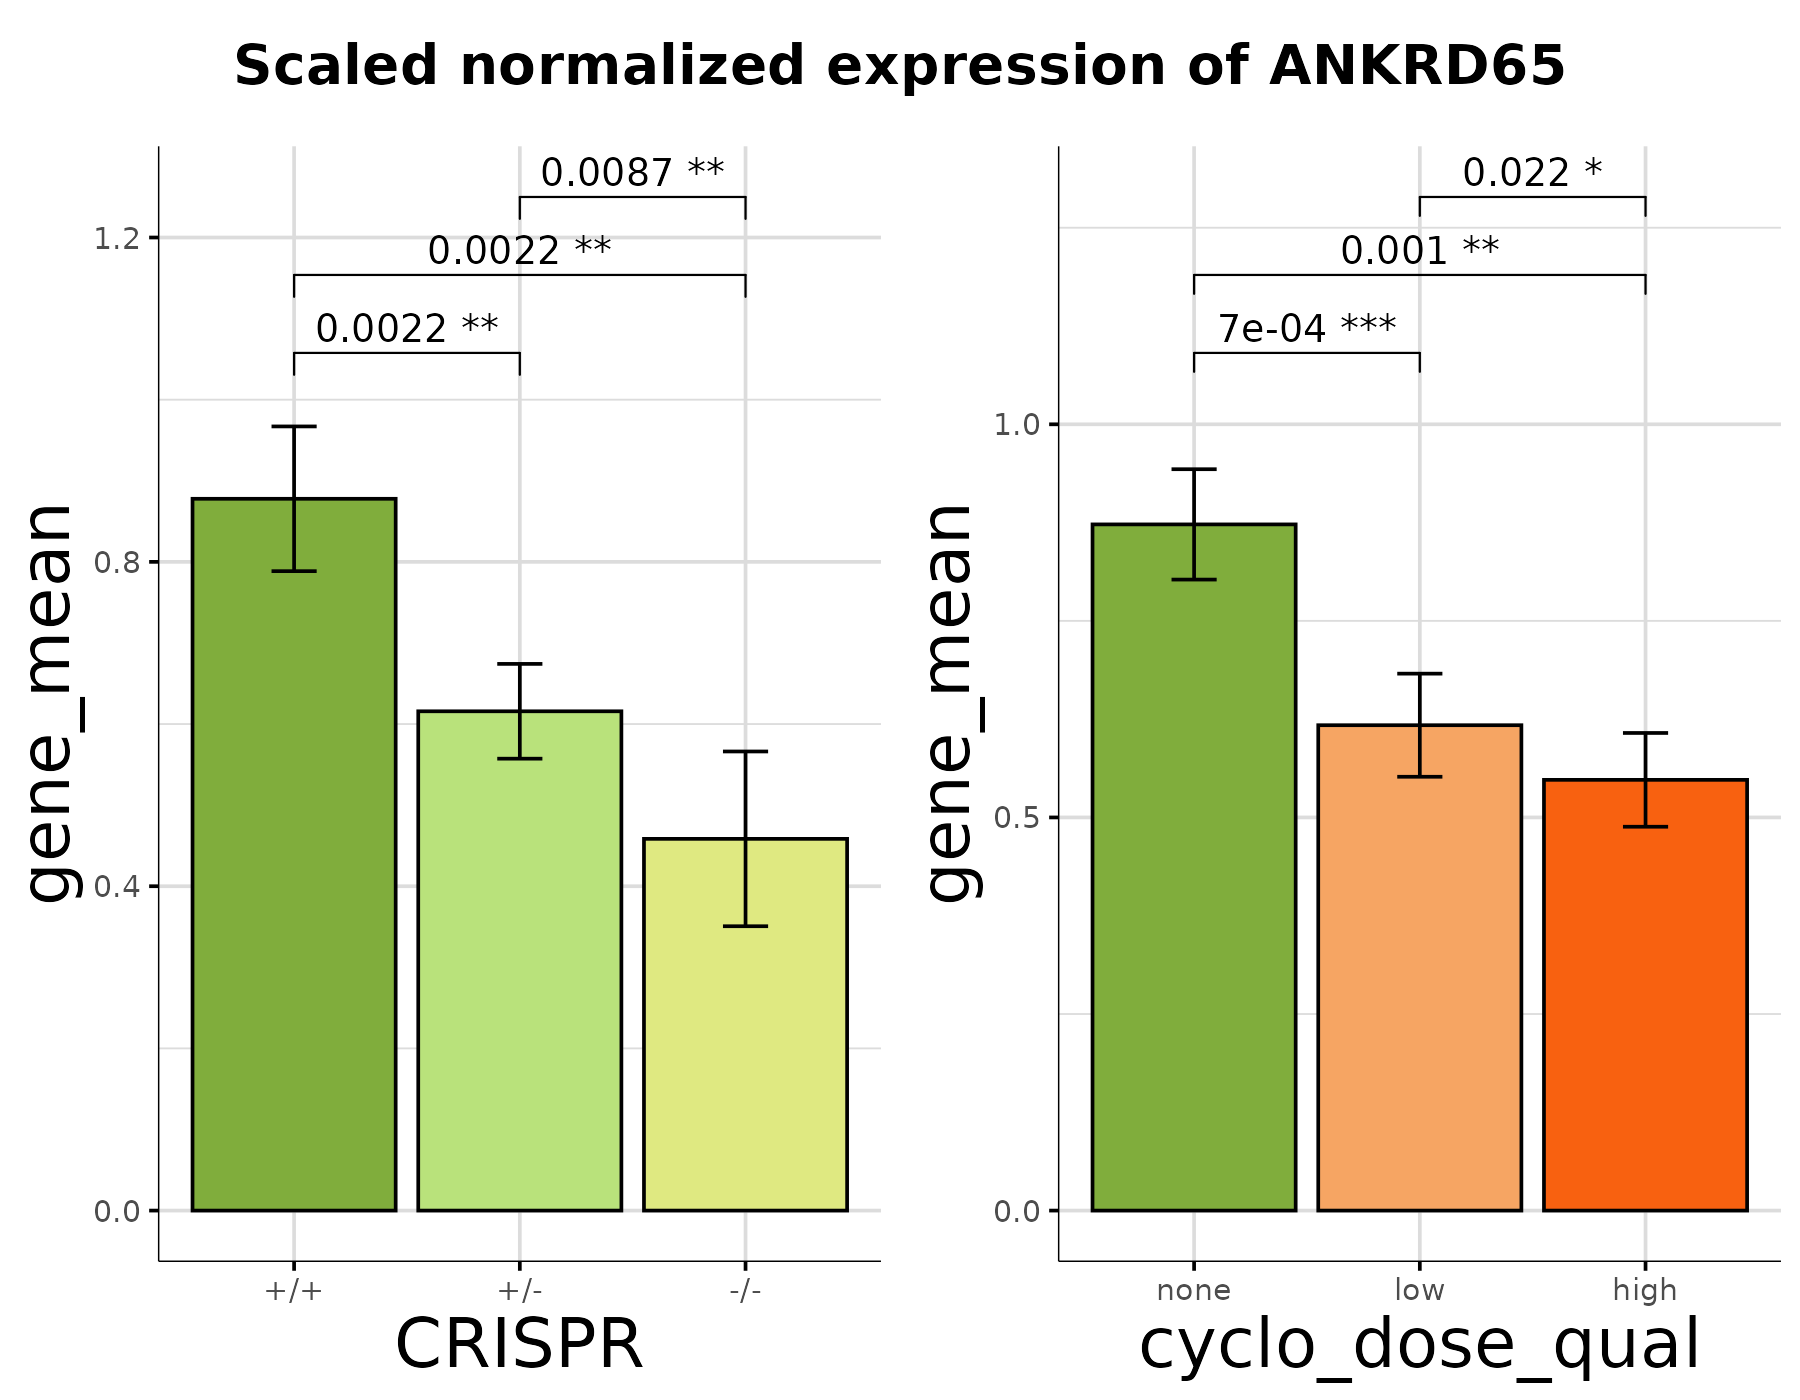 Scaled normalized expression of ANKRD65
gene_mean
1.2
0.8
0.4
0.0
0.0087 **
0.0022 **
0.0022 **
+/+
+/-
-/-
CRISPR
gene_mean
1.0
0.5
0.0
0.022 *
0.001 **
7e-04 ***
none
low
high
cyclo_dose_qual